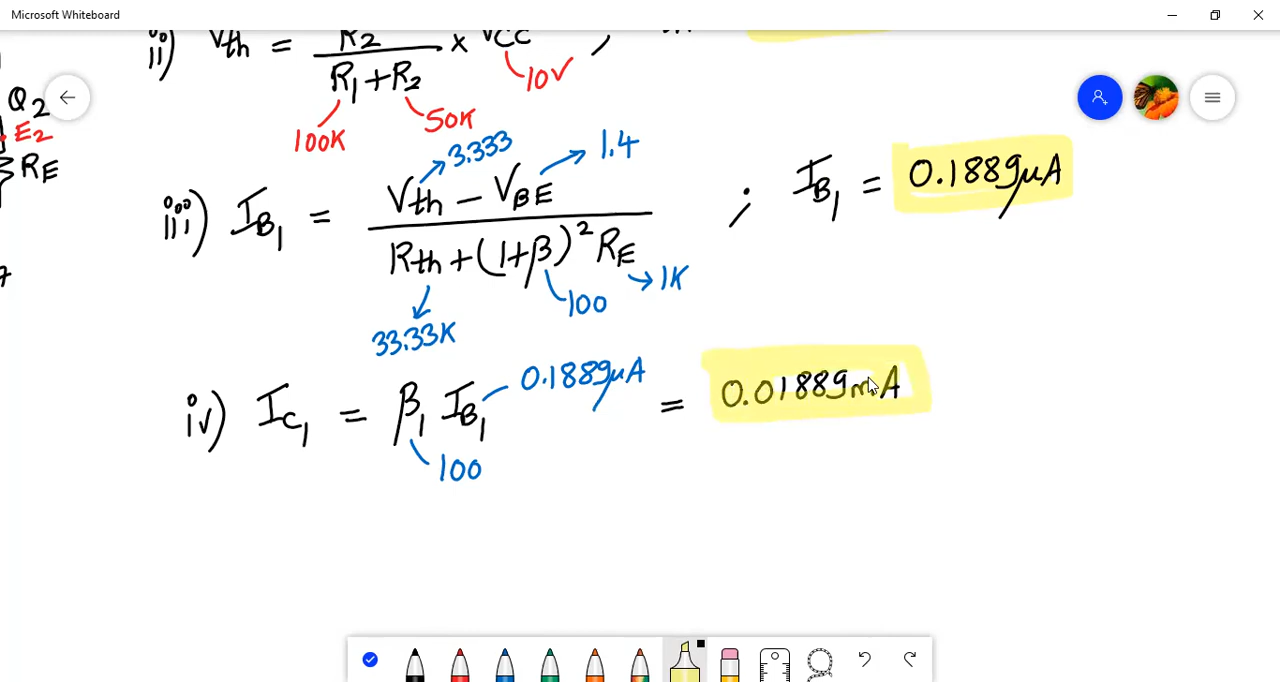 Microsoft Whiteboard
ii) Vth = R2 / (R1 + R2) × VCC ;
10V
100K
50K
Q2
E2
RE
3.333
1.4
iii) IB1 = (Vth − VBE) / (Rth + (1+β)² RE) ; IB1 = 0.1889μA
1K
100
33.33K
0.1889μA
iv) IC1 = β1 IB1 = 0.01889mA
100